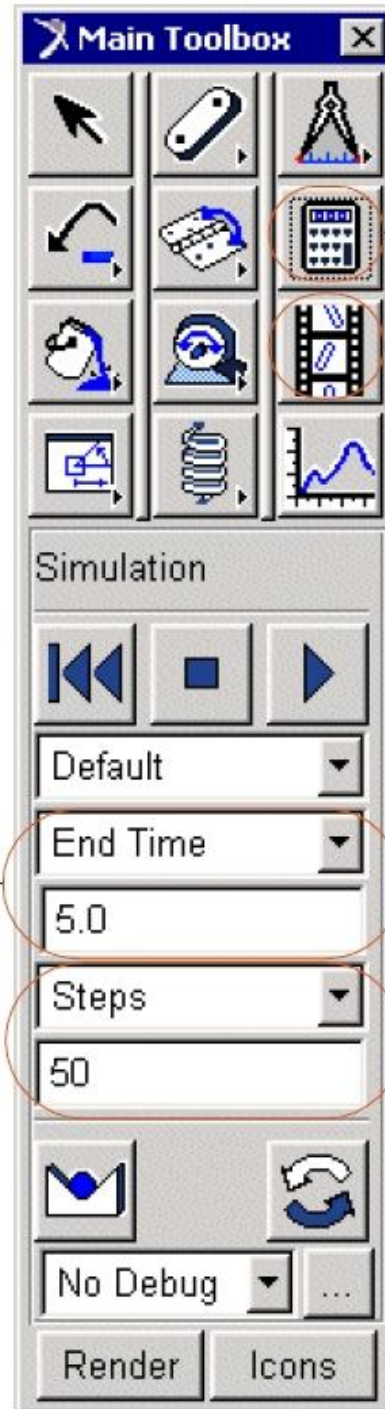 Main Toolbox
Simulation
Default
End Time
5.0
Steps
50
No Debug
...
Render
Icons